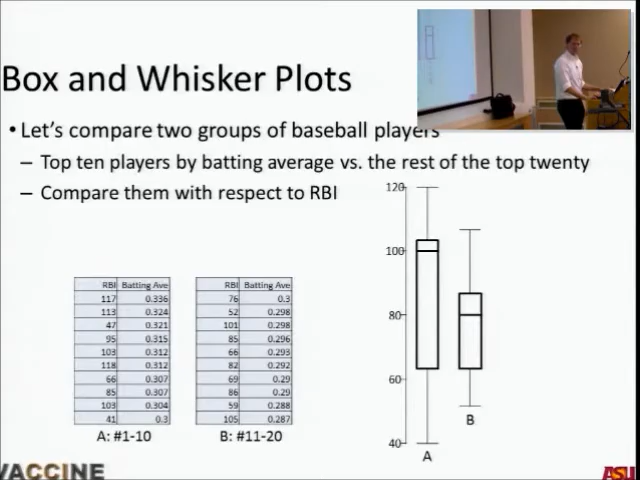 Box and Whisker Plots
• Let's compare two groups of baseball players
– Top ten players by batting average vs. the rest of the top twenty
– Compare them with respect to RBI
120
100
80
60
40
A
B
RBI Batting Ave
117 0.336
113 0.324
47 0.321
95 0.315
103 0.312
118 0.312
66 0.307
85 0.307
103 0.304
41 0.3
A: #1-10
RBI Batting Ave
76 0.3
52 0.298
101 0.298
85 0.296
66 0.293
82 0.292
69 0.29
86 0.29
59 0.288
105 0.287
B: #11-20
VACCINE
ASU